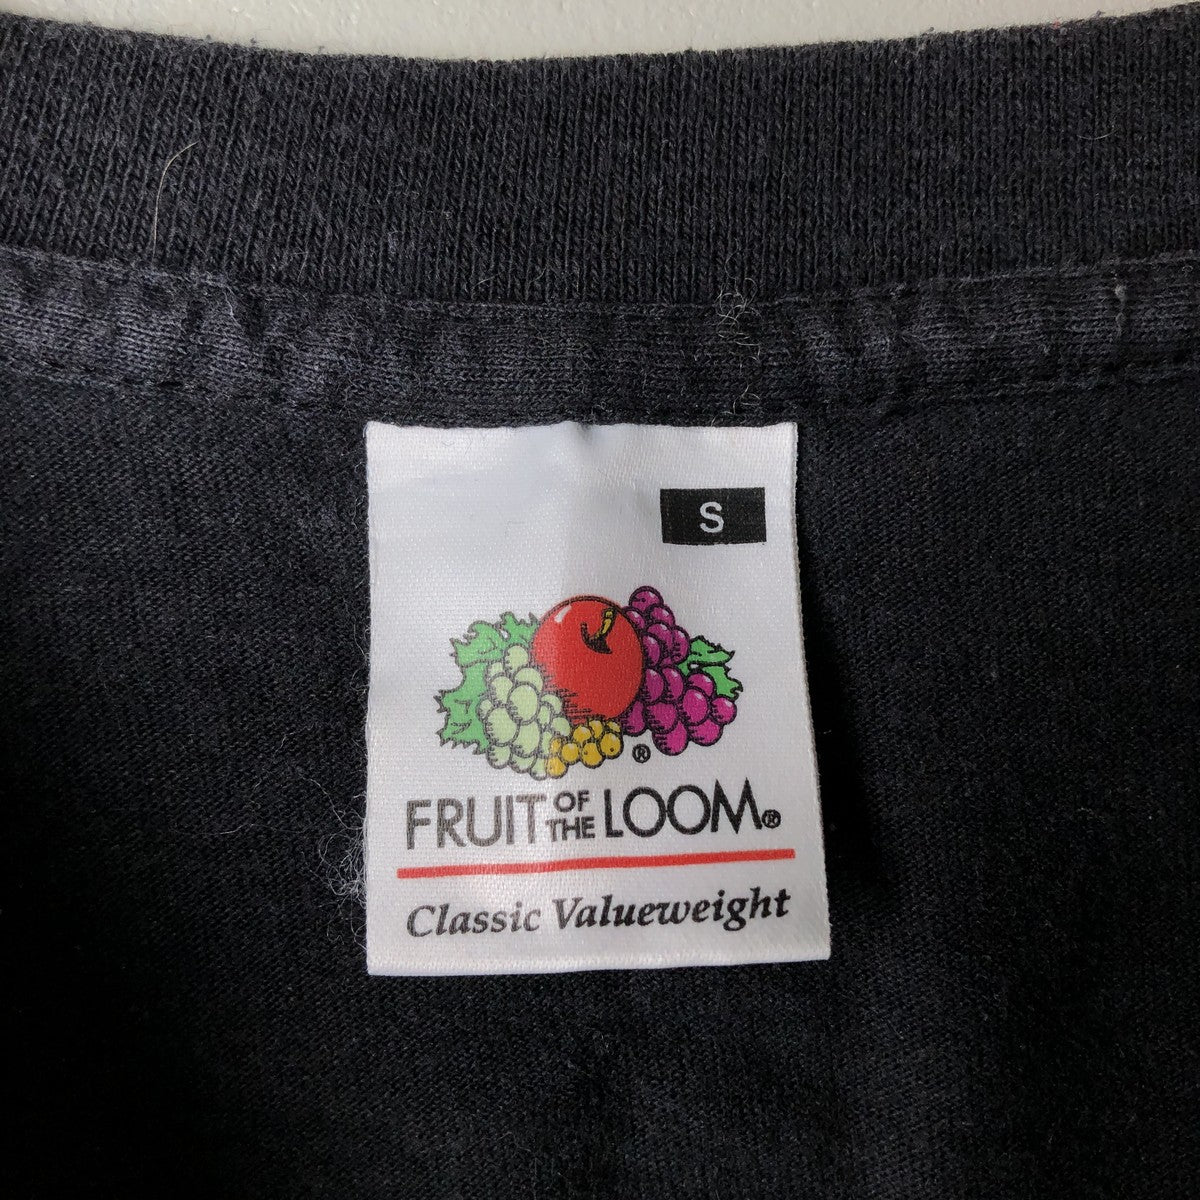 S
®
FRUIT OF THE LOOM®
Classic Valueweight